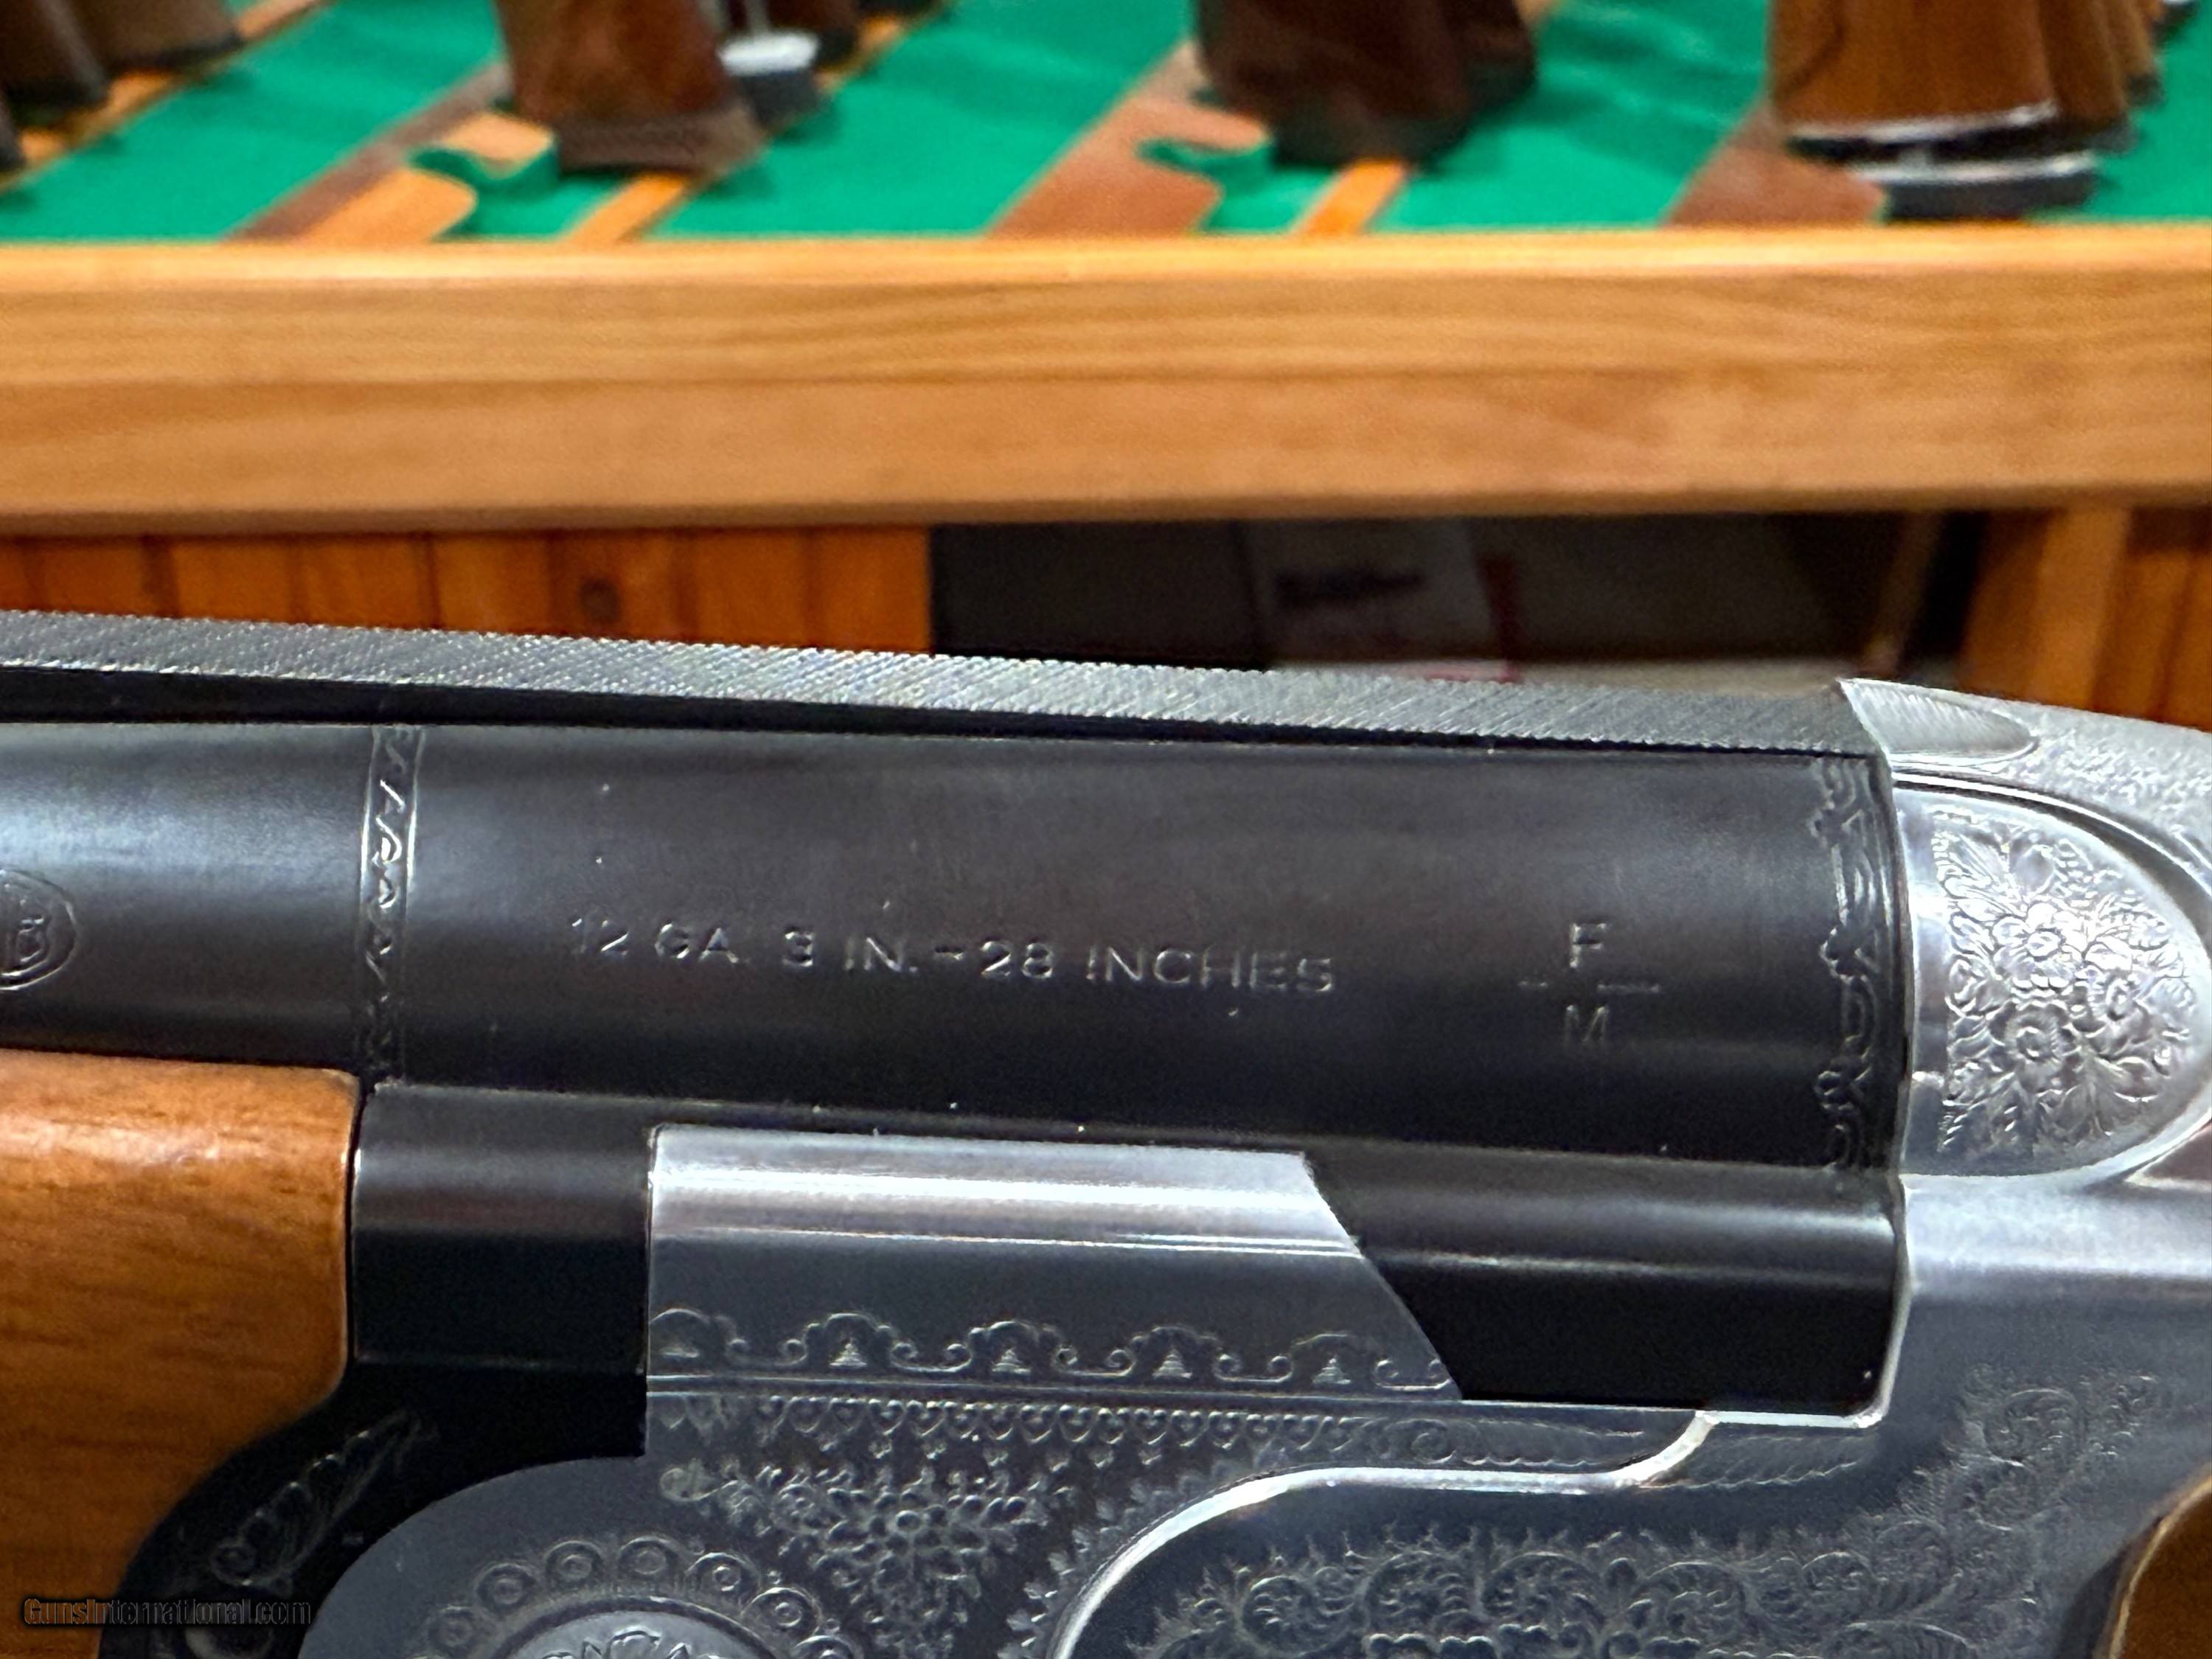 12 GA. 3 IN.-28 INCHES
F
M
B
GunsInternational.com